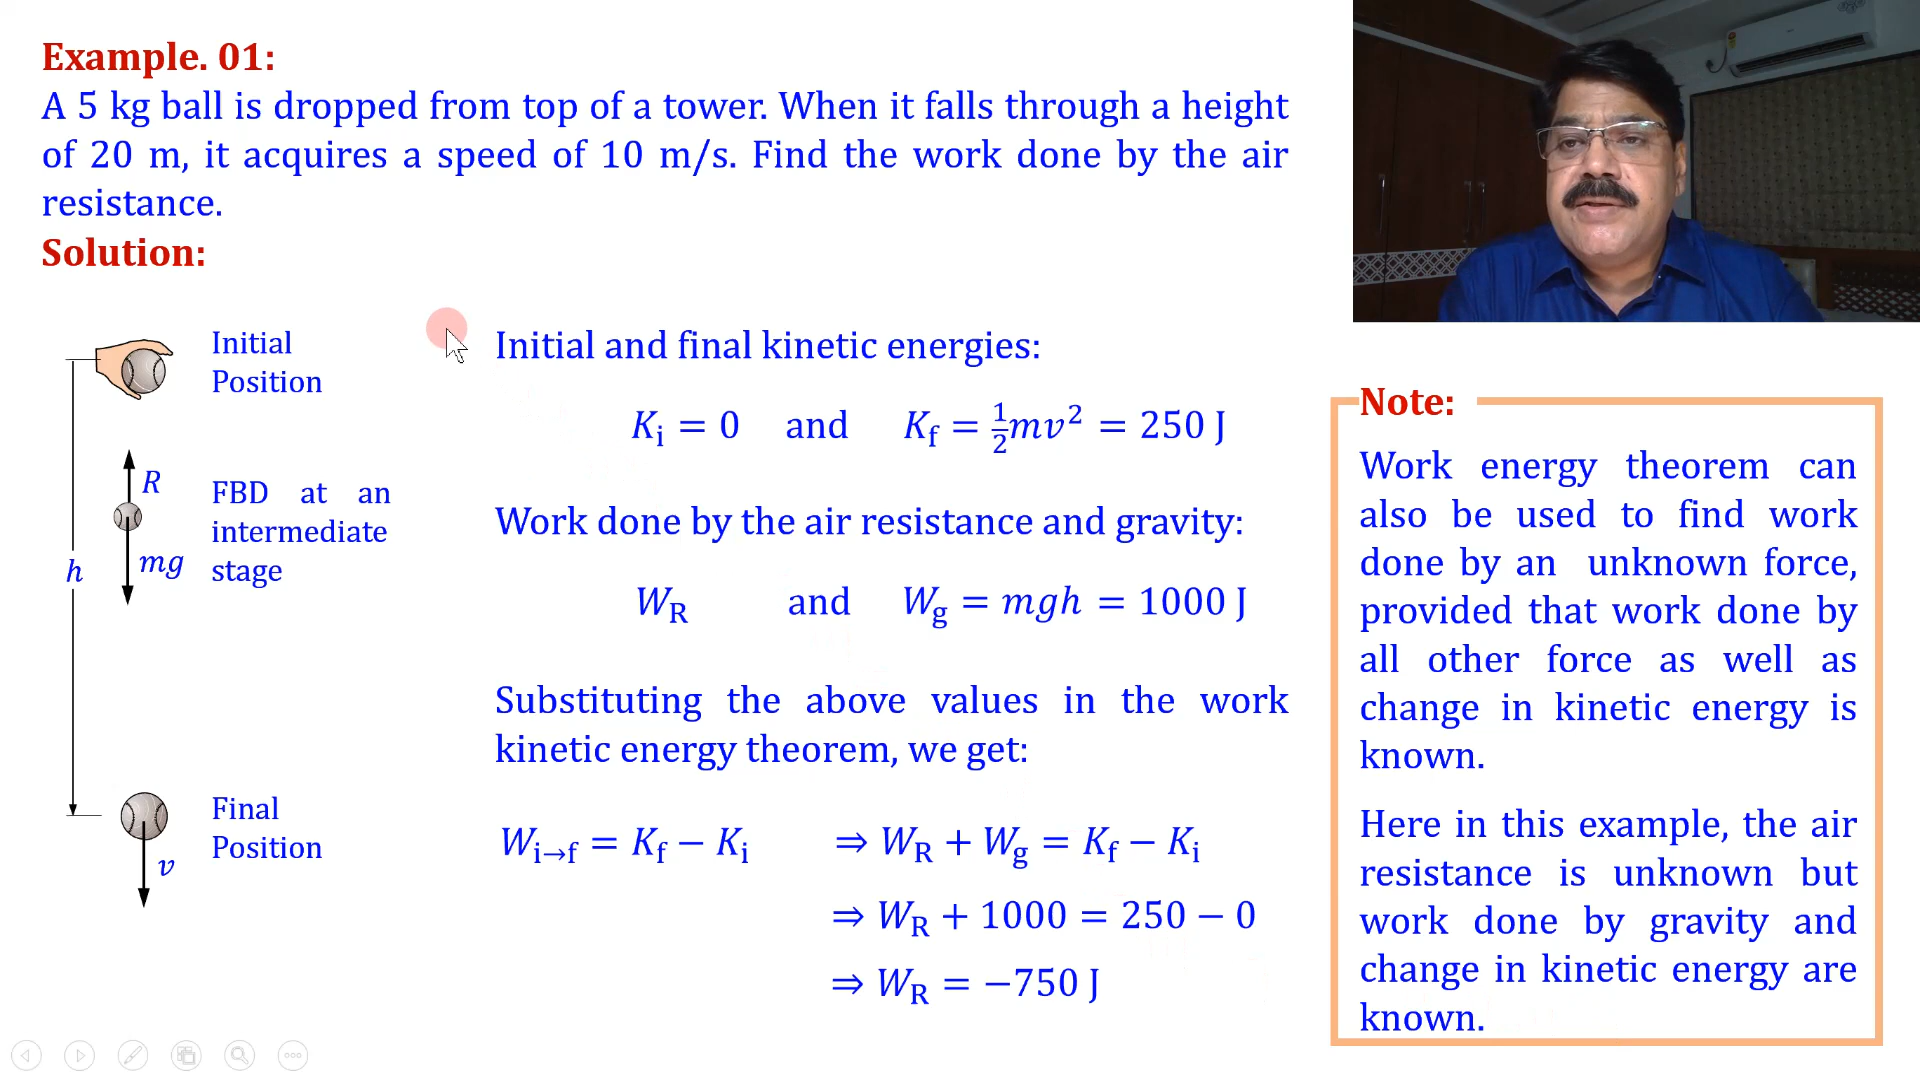 Example. 01:
A 5 kg ball is dropped from top of a tower. When it falls through a height
of 20 m, it acquires a speed of 10 m/s. Find the work done by the air
resistance.
Solution:
Initial
Position
R
mg
h
FBD at an
intermediate
stage
Final
Position
v
Initial and final kinetic energies:
K_i = 0 and K_f = ½mv² = 250 J
Work done by the air resistance and gravity:
W_R and W_g = mgh = 1000 J
Substituting the above values in the work
kinetic energy theorem, we get:
W_i→f = K_f − K_i ⇒ W_R + W_g = K_f − K_i
⇒ W_R + 1000 = 250 − 0
⇒ W_R = −750 J
Note:
Work energy theorem can
also be used to find work
done by an unknown force,
provided that work done by
all other force as well as
change in kinetic energy is
known.
Here in this example, the air
resistance is unknown but
work done by gravity and
change in kinetic energy are
known.